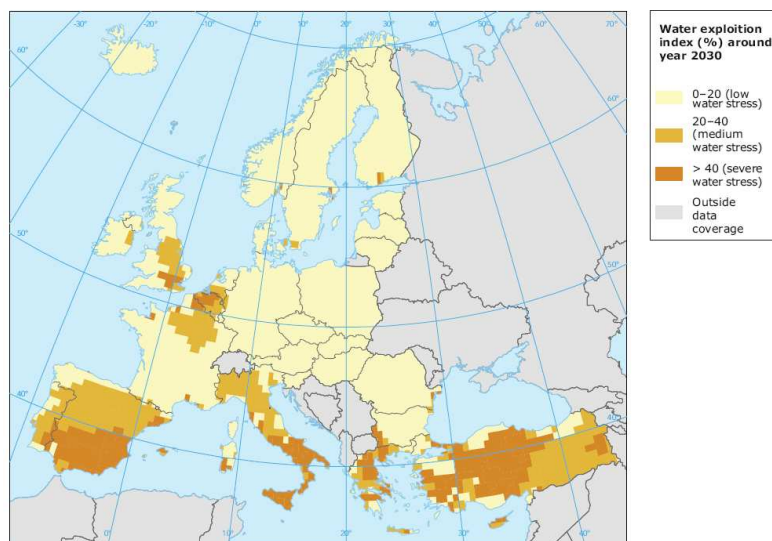 Water exploition
index (%) around
year 2030
0–20 (low
water stress)
20–40
(medium
water stress)
> 40 (severe
water stress)
Outside
data
coverage
-30°
-20°
-10°
0°
10°
20°
30°
40°
50°
60°
70°
60°
50°
60°
50°
40°
40°
0°
10°
20°
30°
40°